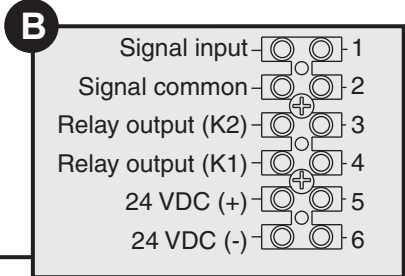 B
Signal input 1
Signal common 2
Relay output (K2) 3
Relay output (K1) 4
24 VDC (+) 5
24 VDC (-) 6